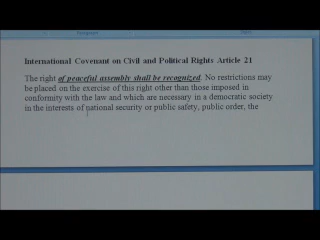 International Covenant on Civil and Political Rights Article 21
The right of peaceful assembly shall be recognized. No restrictions may
be placed on the exercise of this right other than those imposed in
conformity with the law and which are necessary in a democratic society
in the interests of national security or public safety, public order, the